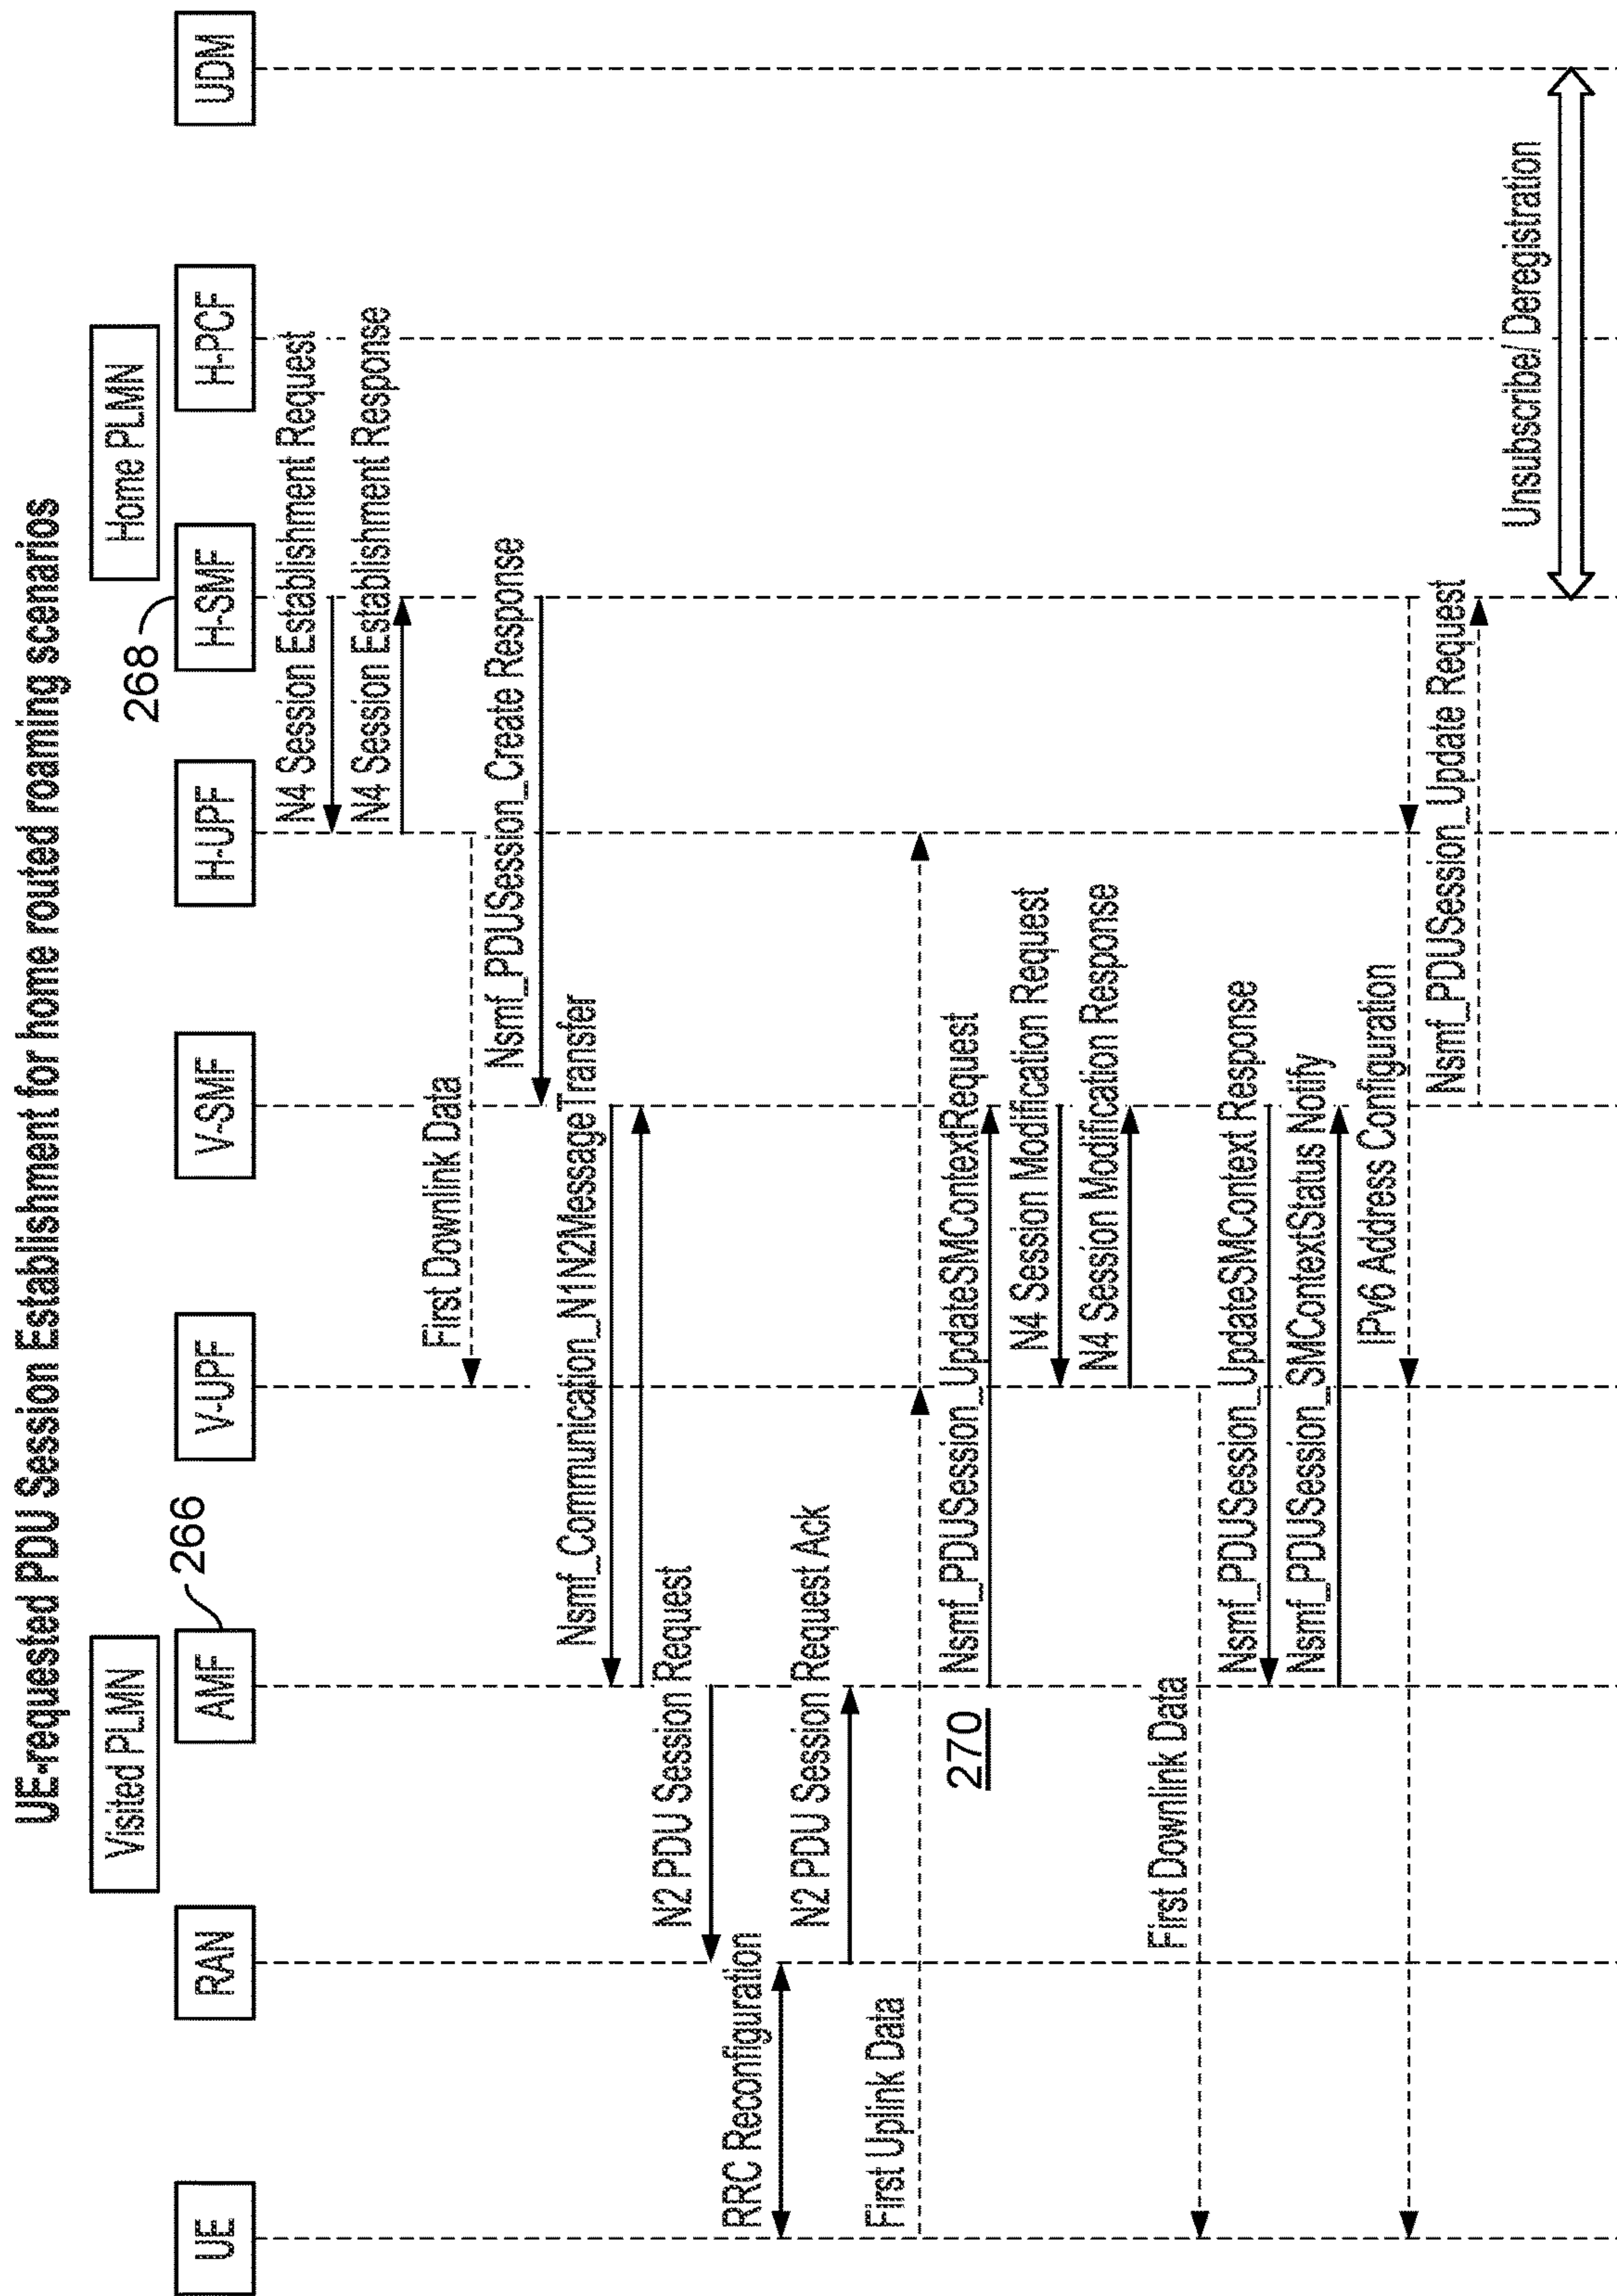 UE-requested PDU Session Establishment for home routed roaming scenarios
Visited PLMN
Home PLMN
266
268
UE
RAN
AMF
V-UPF
V-SMF
H-UPF
H-SMF
H-PCF
UDM
N4 Session Establishment Request
N4 Session Establishment Response
First Downlink Data
Nsmf_PDUSession_Create Response
Nsmf_Communication_N1N2MessageTransfer
N2 PDU Session Request
RRC Reconfiguration
N2 PDU Session Request Ack
First Uplink Data
270
Nsmf_PDUSession_UpdateSMContextRequest
N4 Session Modification Request
N4 Session Modification Response
First Downlink Data
Nsmf_PDUSession_UpdateSMContext Response
Nsmf_PDUSession_SMContextStatus Notify
IPv6 Address Configuration
Nsmf_PDUSession_Update Request
Unsubscribe/ Deregistration